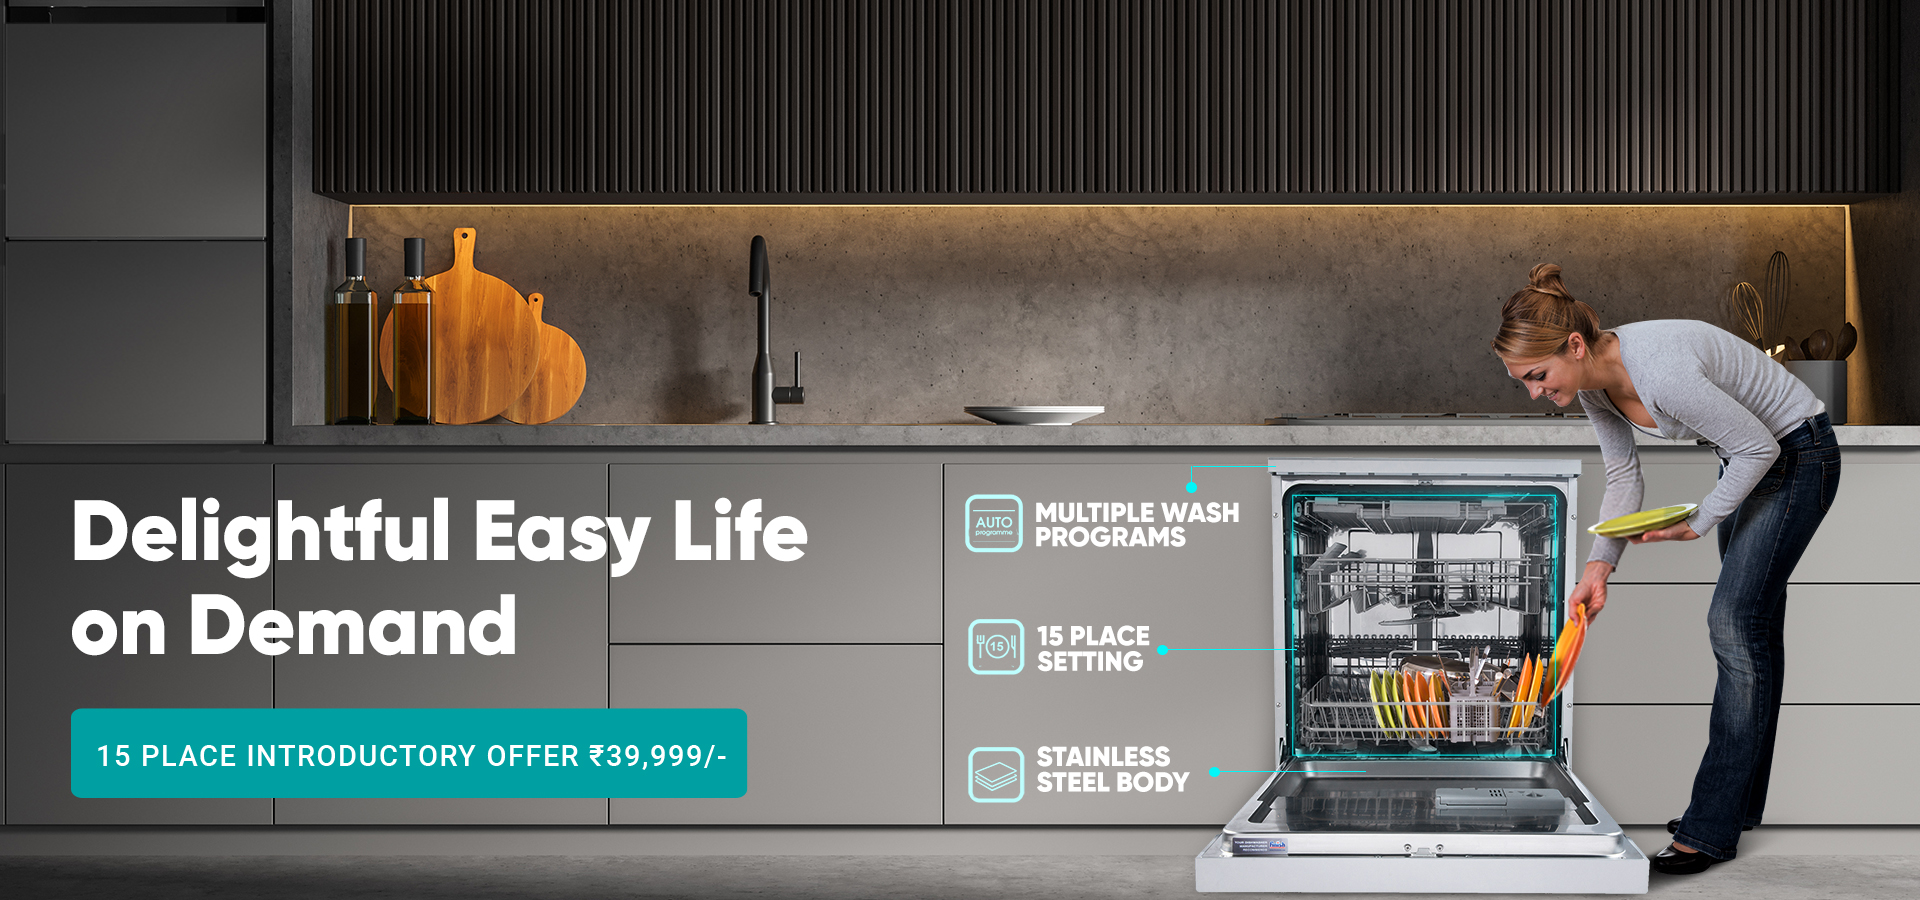 Delightful Easy Life
on Demand
15 PLACE INTRODUCTORY OFFER ₹39,999/-
AUTO
programme
MULTIPLE WASH
PROGRAMS
15
15 PLACE
SETTING
STAINLESS
STEEL BODY
Finish